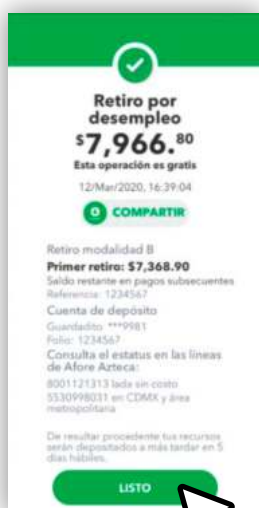 Retiro por
desempleo
$7,966.80
Esta operación es gratis
12/Mar/2020, 16:39:04
COMPARTIR
Retiro modalidad B
Primer retiro: $7,368.90
Saldo restante en pagos subsecuentes
Referencia: 1234567
Cuenta de depósito
Guardadito ***9981
Folio: 1234567
Consulta el estatus en las líneas
de Afore Azteca:
8001121313 lada sin costo
5530998031 en CDMX y área
metropolitana
De resultar procedente tus recursos
serán depositados a más tardar en 5
días hábiles.
LISTO